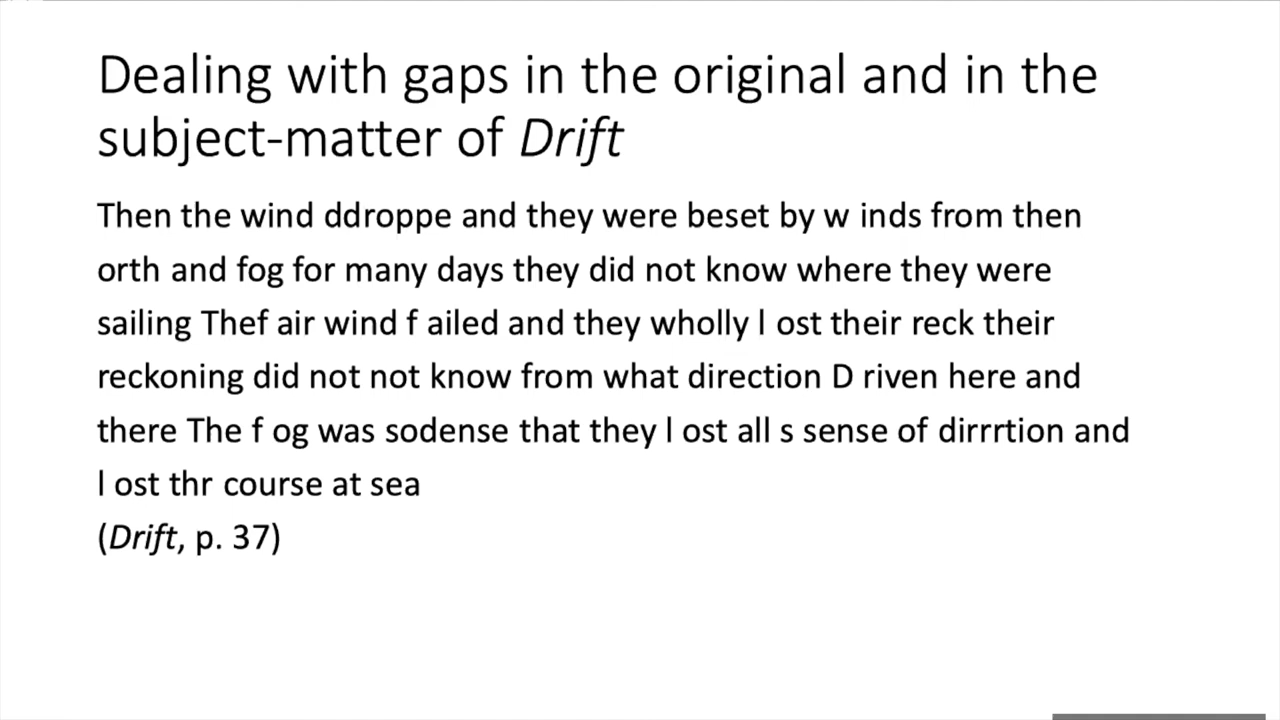 Dealing with gaps in the original and in the
subject-matter of Drift
Then the wind ddroppe and they were beset by w inds from then
orth and fog for many days they did not know where they were
sailing Thef air wind f ailed and they wholly l ost their reck their
reckoning did not not know from what direction D riven here and
there The f og was sodense that they l ost all s sense of dirrrtion and
l ost thr course at sea
(Drift, p. 37)